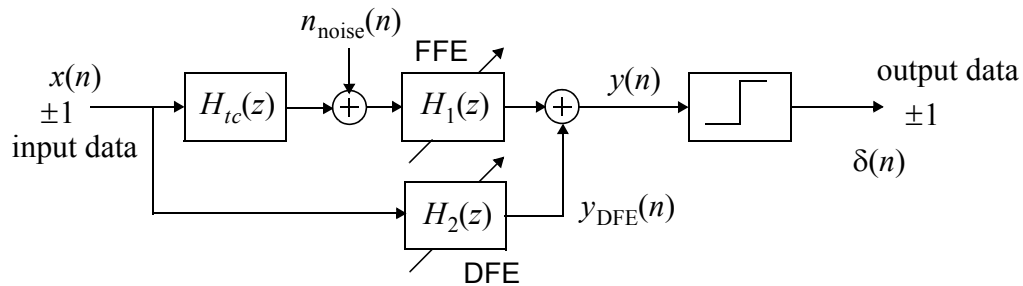 n_noise(n)
FFE
x(n)
±1
input data
H_tc(z)
+
H_1(z)
+
y(n)
output data
±1
δ(n)
H_2(z)
y_DFE(n)
DFE